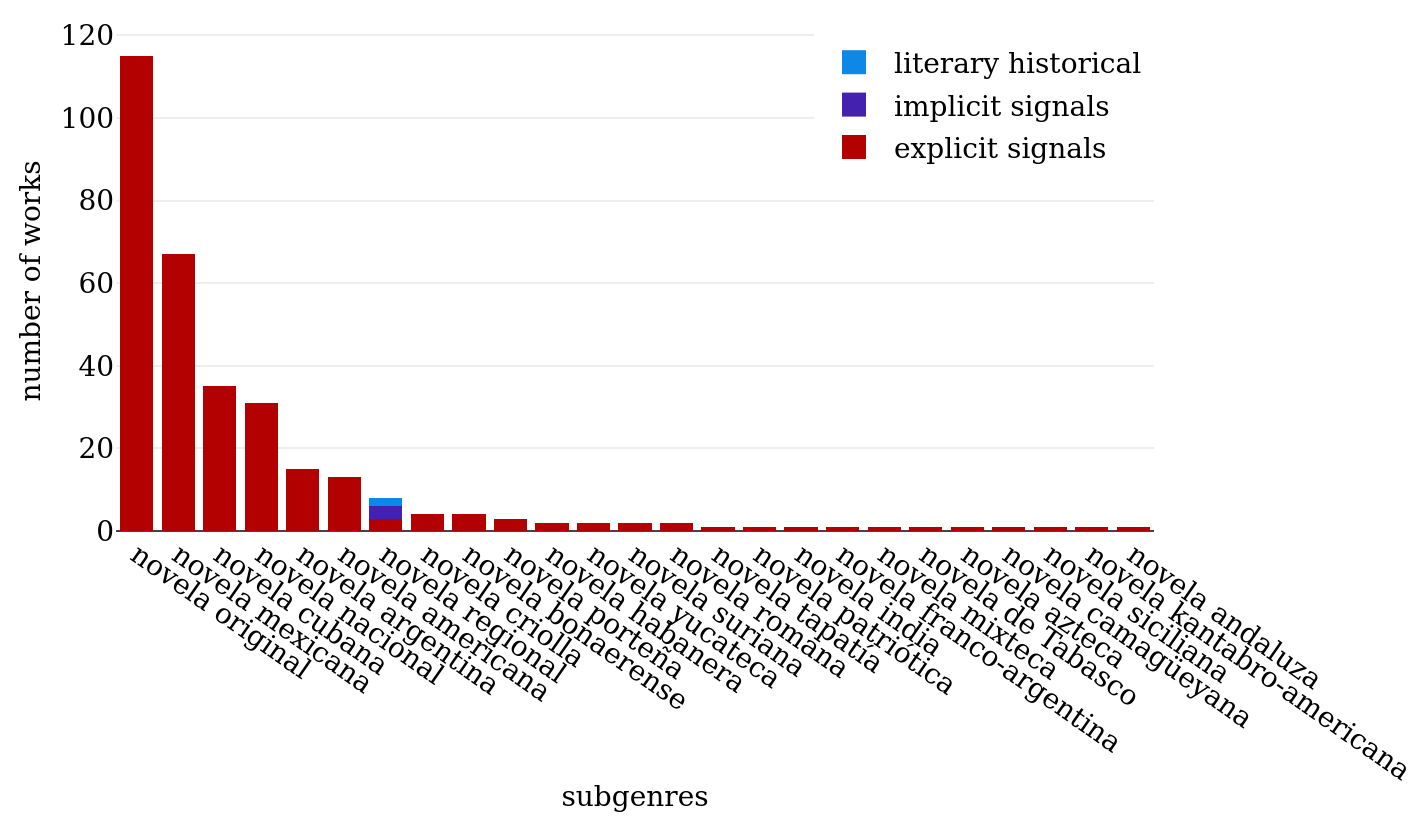 120
100
80
60
40
20
0
number of works
literary historical
implicit signals
explicit signals
novela original
novela mexicana
novela cubana
novela nacional
novela argentina
novela americana
novela regional
novela criolla
novela bonaerense
novela porteña
novela habanera
novela yucateca
novela suriana
novela romana
novela tapatía
novela patriótica
novela india
novela franco-argentina
novela mixteca
novela de Tabasco
novela azteca
novela camagüeyana
novela siciliana
novela kantabro-americana
novela andaluza
subgenres